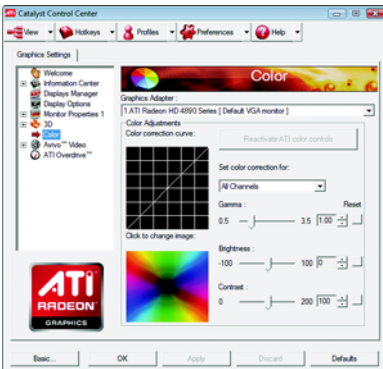 Catalyst Control Center
View Hotkeys Profiles Preferences Help
Graphics Settings
Welcome
Information Center
Displays Manager
Display Options
Monitor Properties 1
3D
Color
Avivo™ Video
ATI Overdrive™
ATI
RADEON
GRAPHICS
Color
Graphics Adapter :
1.ATI Radeon HD 4890 Series [ Default VGA monitor ]
Color Adjustments
Color correction curve:
Reactivate ATI color controls
Set color correction for:
All Channels
Gamma : Reset
0.5 3.5 1.00
Click to change image:
Brightness :
-100 100 0
Contrast :
0 200 100
Basic... OK Apply Discard Defaults